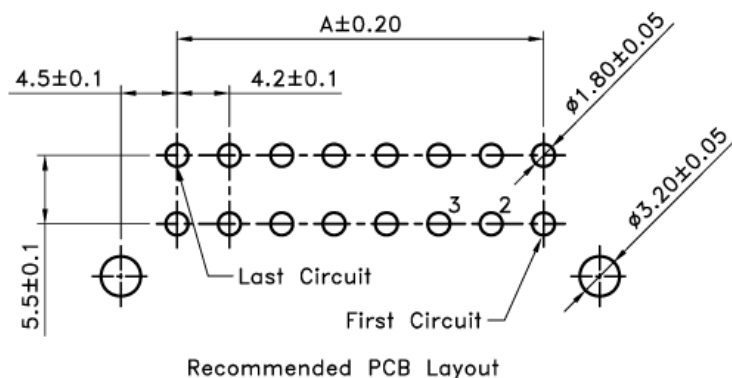 A±0.20
4.5±0.1
4.2±0.1
ø1.80±0.05
ø3.20±0.05
5.5±0.1
3
2
Last Circuit
First Circuit
Recommended PCB Layout